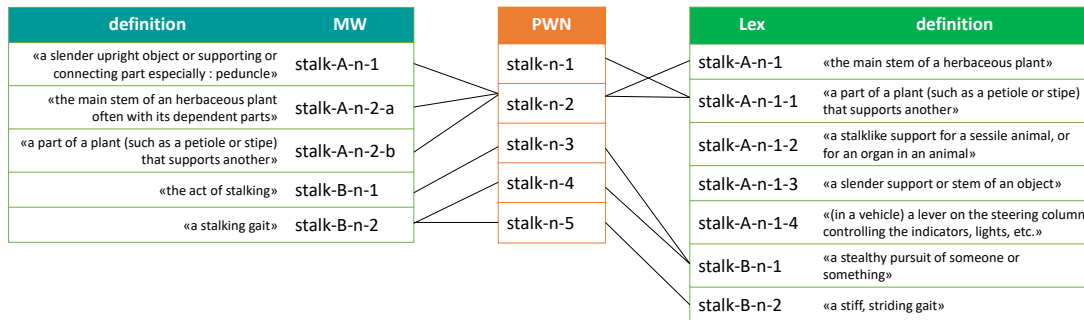 definition MW
«a slender upright object or supporting or
connecting part especially : peduncle» stalk-A-n-1
«the main stem of an herbaceous plant
often with its dependent parts» stalk-A-n-2-a
«a part of a plant (such as a petiole or stipe)
that supports another» stalk-A-n-2-b
«the act of stalking» stalk-B-n-1
«a stalking gait» stalk-B-n-2
PWN
stalk-n-1
stalk-n-2
stalk-n-3
stalk-n-4
stalk-n-5
Lex definition
stalk-A-n-1 «the main stem of a herbaceous plant»
stalk-A-n-1-1 «a part of a plant (such as a petiole or stipe)
that supports another»
stalk-A-n-1-2 «a stalklike support for a sessile animal, or
for an organ in an animal»
stalk-A-n-1-3 «a slender support or stem of an object»
stalk-A-n-1-4 «(in a vehicle) a lever on the steering column
controlling the indicators, lights, etc.»
stalk-B-n-1 «a stealthy pursuit of someone or
something»
stalk-B-n-2 «a stiff, striding gait»